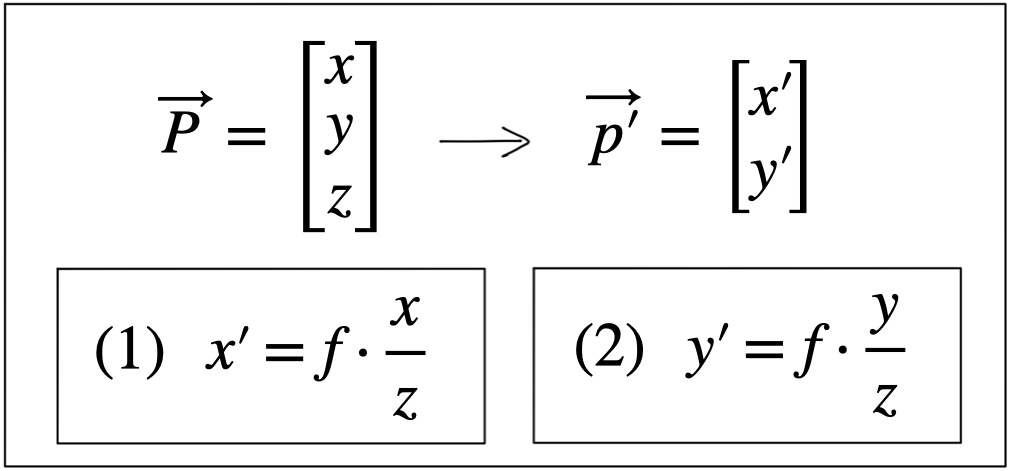 $\overrightarrow{P} = \begin{bmatrix} x \\ y \\ z \end{bmatrix} \longrightarrow \overrightarrow{p'} = \begin{bmatrix} x' \\ y' \end{bmatrix}$
(1) $x' = f \cdot \frac{x}{z}$ (2) $y' = f \cdot \frac{y}{z}$